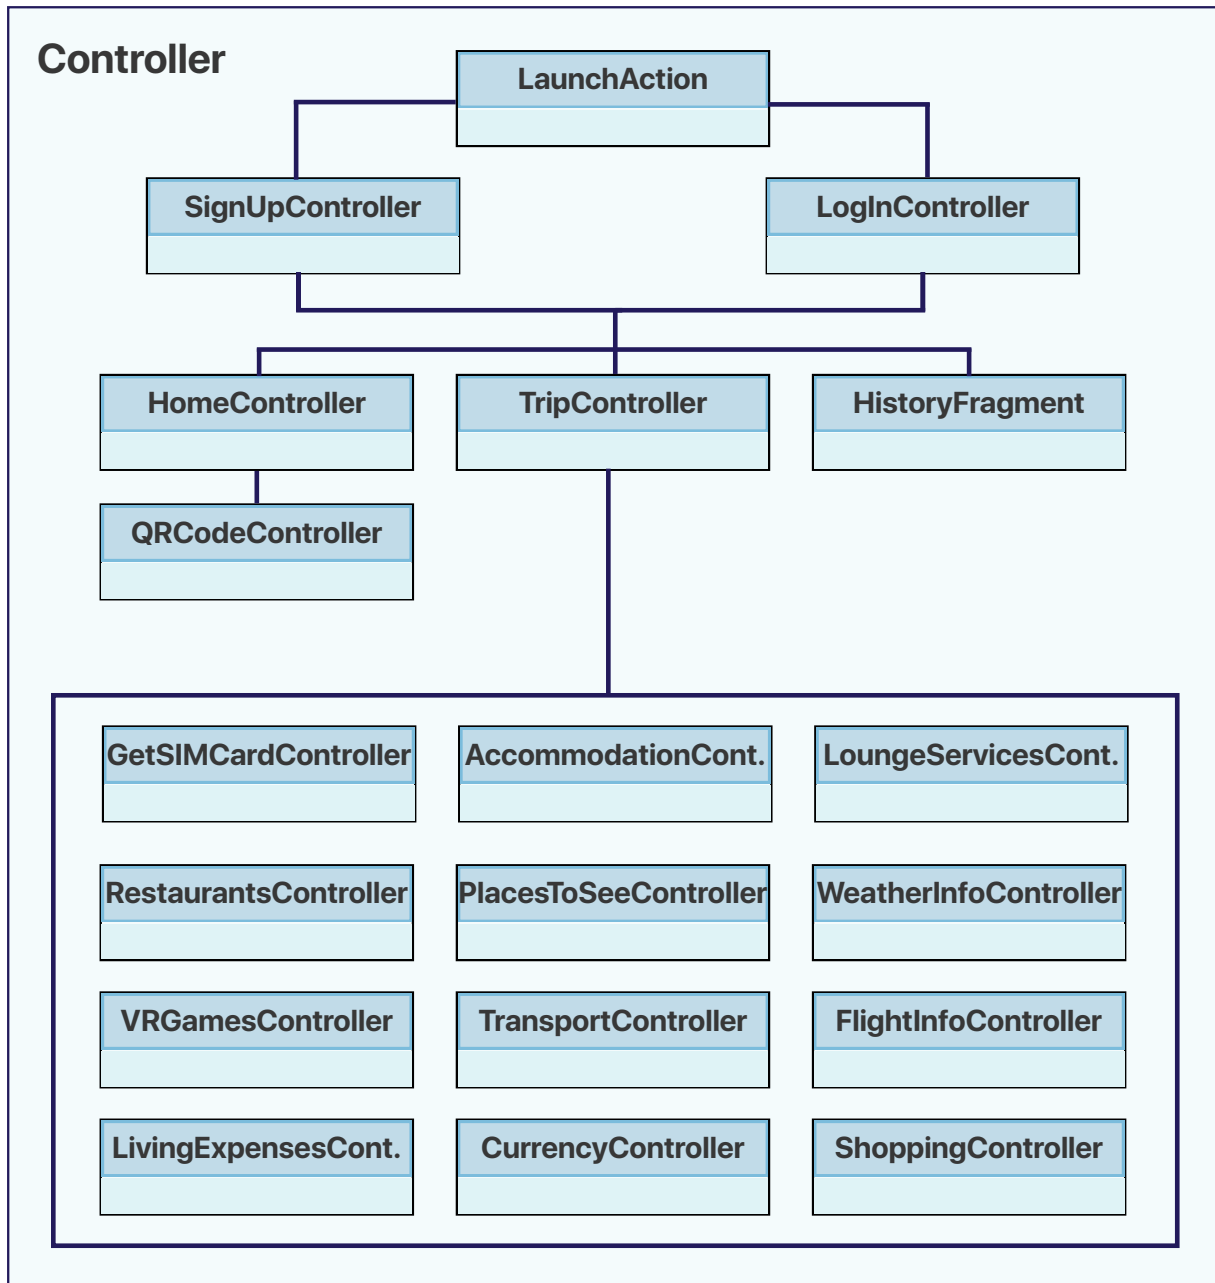 Controller
LaunchAction
SignUpController
LogInController
HomeController
TripController
HistoryFragment
QRCodeController
GetSIMCardController
AccommodationCont.
LoungeServicesCont.
RestaurantsController
PlacesToSeeController
WeatherInfoController
VRGamesController
TransportController
FlightInfoController
LivingExpensesCont.
CurrencyController
ShoppingController